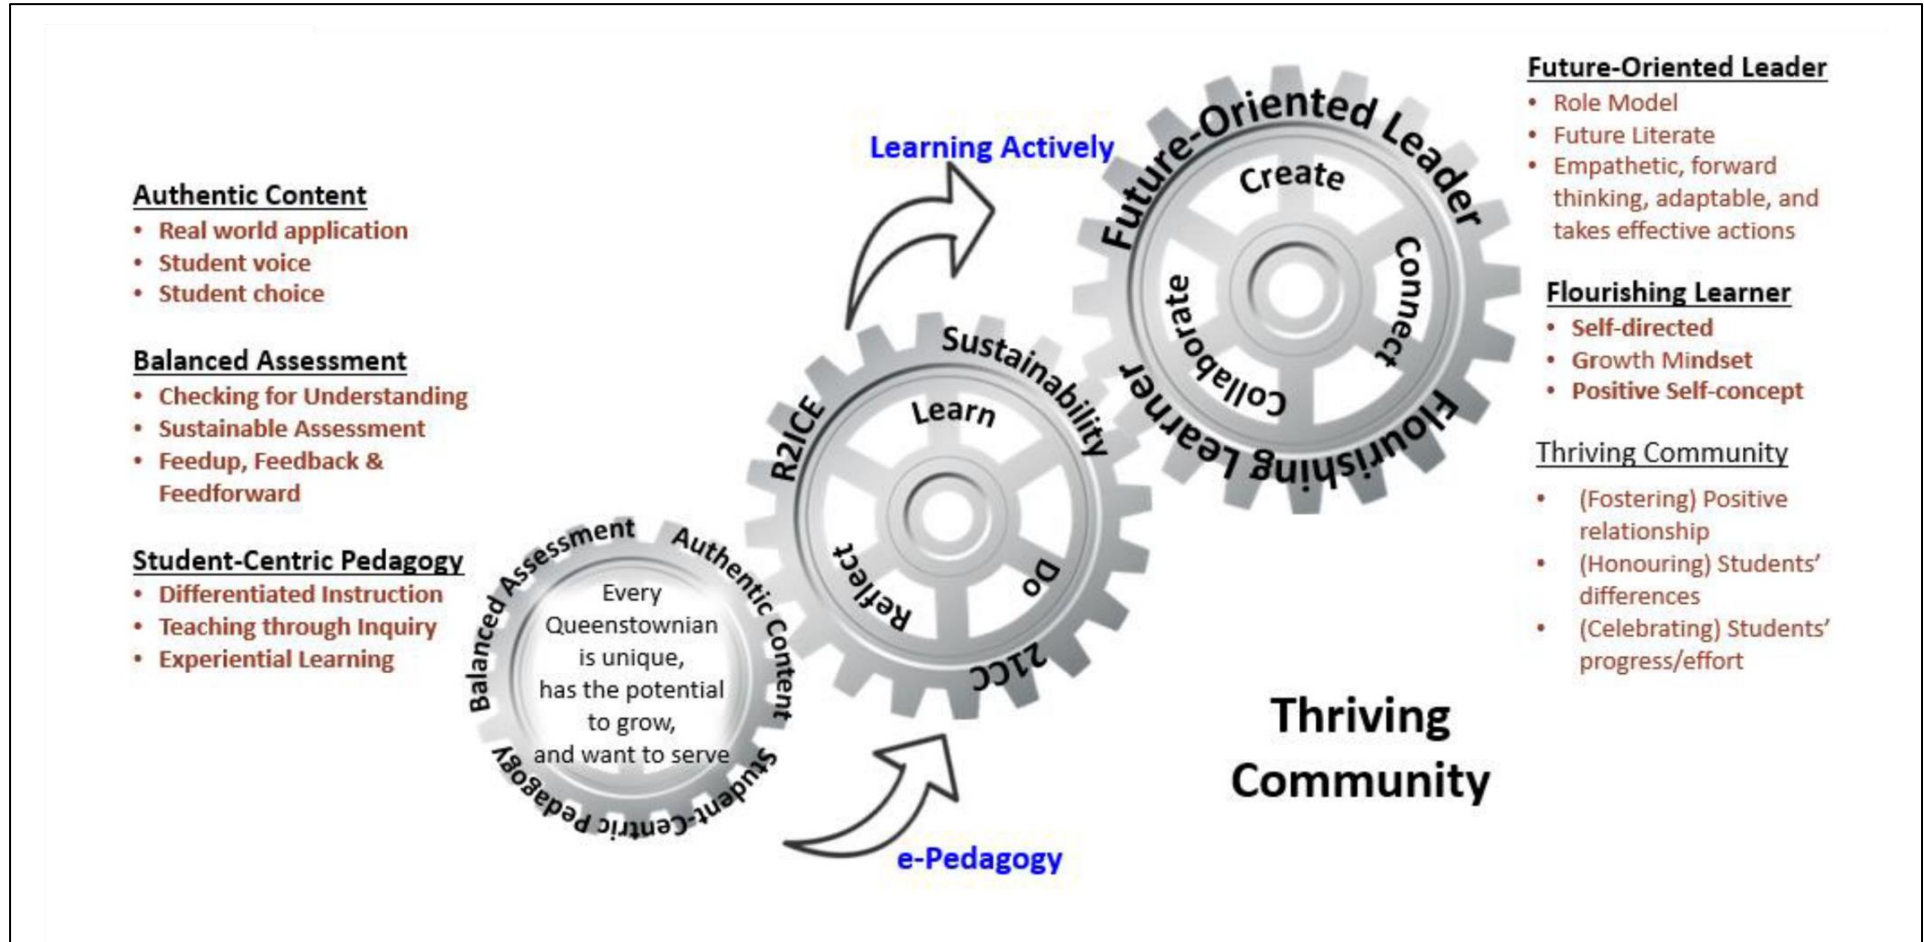 Authentic Content
• Real world application
• Student voice
• Student choice
Balanced Assessment
• Checking for Understanding
• Sustainable Assessment
• Feedup, Feedback &
Feedforward
Student-Centric Pedagogy
• Differentiated Instruction
• Teaching through Inquiry
• Experiential Learning
Balanced Assessment
Authentic Content
Student-Centric Pedagogy
Every
Queenstownian
is unique,
has the potential
to grow,
and want to serve
e-Pedagogy
R2ICE
Sustainability
21CC
Learn
Do
Reflect
Learning Actively
Future-Oriented Leader
Flourishing Learner
Create
Connect
Collaborate
Thriving
Community
Future-Oriented Leader
• Role Model
• Future Literate
• Empathetic, forward
thinking, adaptable, and
takes effective actions
Flourishing Learner
• Self-directed
• Growth Mindset
• Positive Self-concept
Thriving Community
• (Fostering) Positive
relationship
• (Honouring) Students’
differences
• (Celebrating) Students’
progress/effort